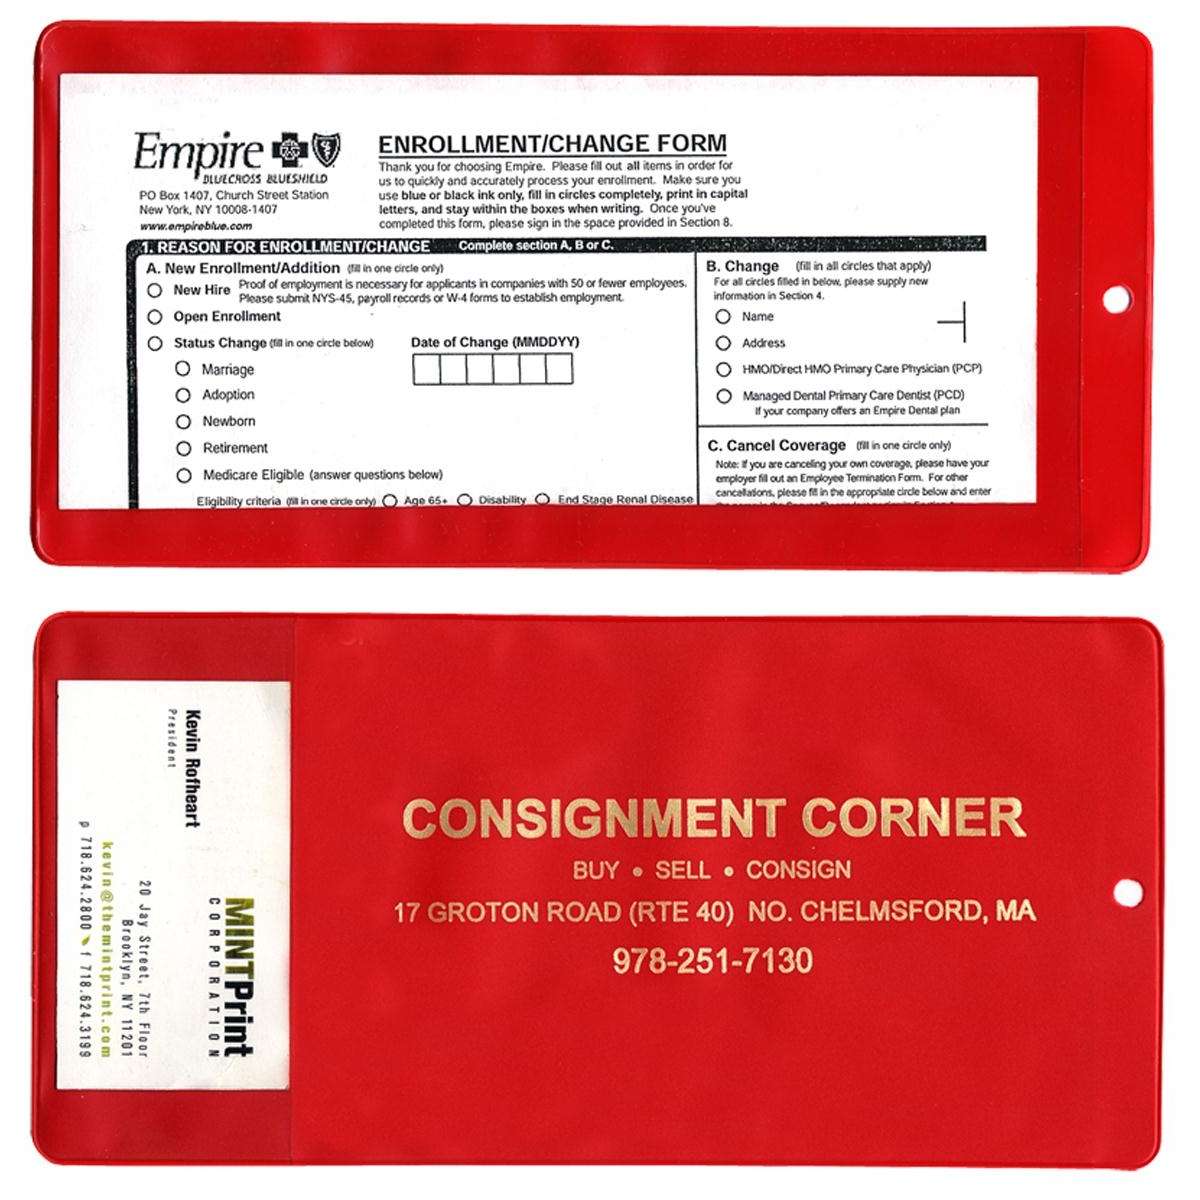 Empire
BLUECROSS BLUESHIELD
PO Box 1407, Church Street Station
New York, NY 10008-1407
www.empireblue.com
ENROLLMENT/CHANGE FORM
Thank you for choosing Empire. Please fill out all items in order for
us to quickly and accurately process your enrollment. Make sure you
use blue or black ink only, fill in circles completely, print in capital
letters, and stay within the boxes when writing. Once you've
completed this form, please sign in the space provided in Section 8.
1. REASON FOR ENROLLMENT/CHANGE Complete section A, B or C.
A. New Enrollment/Addition (fill in one circle only)
New Hire Proof of employment is necessary for applicants in companies with 50 or fewer employees.
Please submit NYS-45, payroll records or W-4 forms to establish employment.
Open Enrollment
Status Change (fill in one circle below) Date of Change (MMDDYY)
Marriage
Adoption
Newborn
Retirement
Medicare Eligible (answer questions below)
Eligibility criteria (fill in one circle only) Age 65+ Disability End Stage Renal Disease
B. Change (fill in all circles that apply)
For all circles filled in below, please supply new
information in Section 4.
Name
Address
HMO/Direct HMO Primary Care Physician (PCP)
Managed Dental Primary Care Dentist (PCD)
If your company offers an Empire Dental plan
C. Cancel Coverage (fill in one circle only)
Note: If you are canceling your own coverage, please have your
employer fill out an Employee Termination Form. For other
cancellations, please fill in the appropriate circle below and enter
Kevin Rofheart
President
MINTPrint
CORPORATION
20 Jay Street, 7th Floor
Brooklyn, NY 11201
kevin@themintprint.com
p 718.624.2800 f 718.624.3199
CONSIGNMENT CORNER
BUY • SELL • CONSIGN
17 GROTON ROAD (RTE 40) NO. CHELMSFORD, MA
978-251-7130